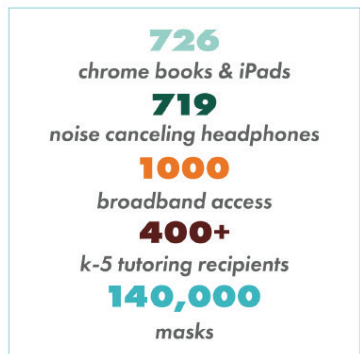 726
chrome books & iPads
719
noise canceling headphones
1000
broadband access
400+
k-5 tutoring recipients
140,000
masks